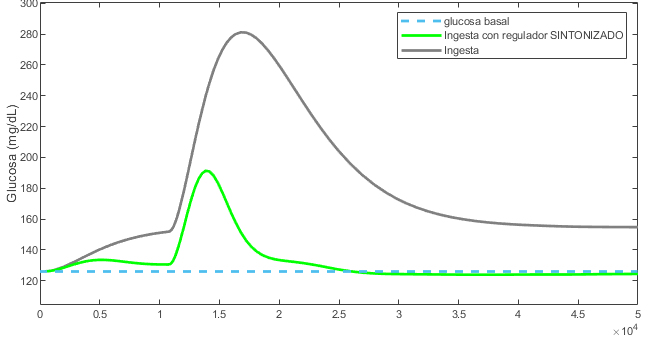 300
280
260
240
220
200
180
160
140
120
Glucosa (mg/dL)
glucosa basal
Ingesta con regulador SINTONIZADO
Ingesta
0 0.5 1 1.5 2 2.5 3 3.5 4 4.5 5
×10⁴